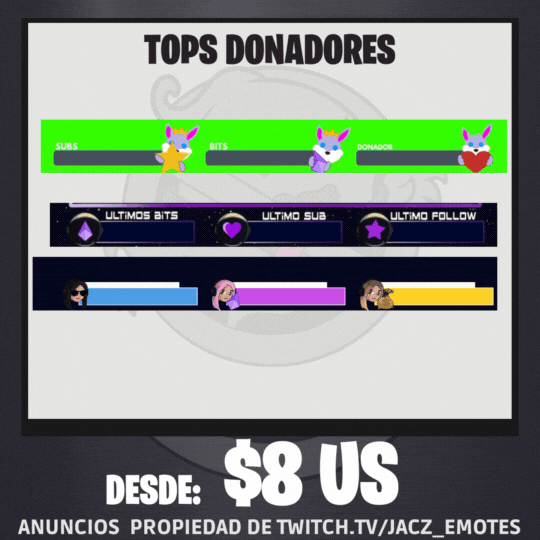 TOPS DONADORES
SUBS BITS DONADOR
ULTIMOS BITS ULTIMO SUB ULTIMO FOLLOW
DESDE: $8 US
ANUNCIOS PROPIEDAD DE TWITCH.TV/JACZ_EMOTES